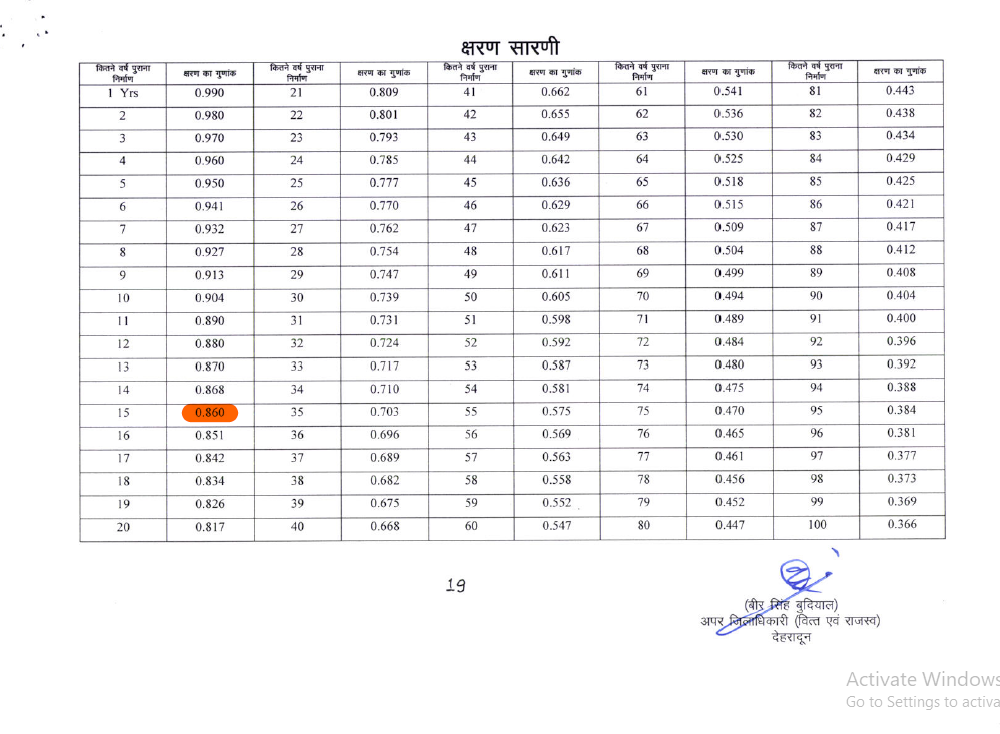 क्षरण सारणी
कितने वर्ष पुराना निर्माण क्षरण का गुणांक कितने वर्ष पुराना निर्माण क्षरण का गुणांक कितने वर्ष पुराना निर्माण क्षरण का गुणांक कितने वर्ष पुराना निर्माण क्षरण का गुणांक कितने वर्ष पुराना निर्माण क्षरण का गुणांक
1 Yrs 0.990 21 0.809 41 0.662 61 0.541 81 0.443
2 0.980 22 0.801 42 0.655 62 0.536 82 0.438
3 0.970 23 0.793 43 0.649 63 0.530 83 0.434
4 0.960 24 0.785 44 0.642 64 0.525 84 0.429
5 0.950 25 0.777 45 0.636 65 0.518 85 0.425
6 0.941 26 0.770 46 0.629 66 0.515 86 0.421
7 0.932 27 0.762 47 0.623 67 0.509 87 0.417
8 0.927 28 0.754 48 0.617 68 0.504 88 0.412
9 0.913 29 0.747 49 0.611 69 0.499 89 0.408
10 0.904 30 0.739 50 0.605 70 0.494 90 0.404
11 0.890 31 0.731 51 0.598 71 0.489 91 0.400
12 0.880 32 0.724 52 0.592 72 0.484 92 0.396
13 0.870 33 0.717 53 0.587 73 0.480 93 0.392
14 0.868 34 0.710 54 0.581 74 0.475 94 0.388
15 0.860 35 0.703 55 0.575 75 0.470 95 0.384
16 0.851 36 0.696 56 0.569 76 0.465 96 0.381
17 0.842 37 0.689 57 0.563 77 0.461 97 0.377
18 0.834 38 0.682 58 0.558 78 0.456 98 0.373
19 0.826 39 0.675 59 0.552 79 0.452 99 0.369
20 0.817 40 0.668 60 0.547 80 0.447 100 0.366
19
(बीर सिंह बुदियाल)
अपर जिलाधिकारी (वित्त एवं राजस्व)
देहरादून
Activate Windows
Go to Settings to activa